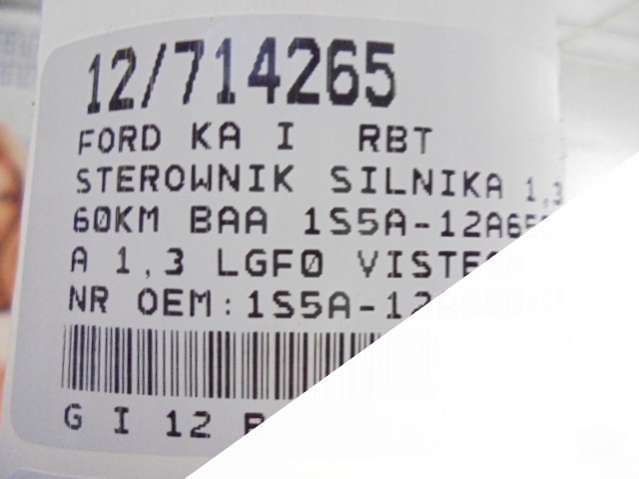 12/714265
FORD KA I RBT
STEROWNIK SILNIKA
60KM BAA
A 1,3 LGF0
NR OEM:
G I 12